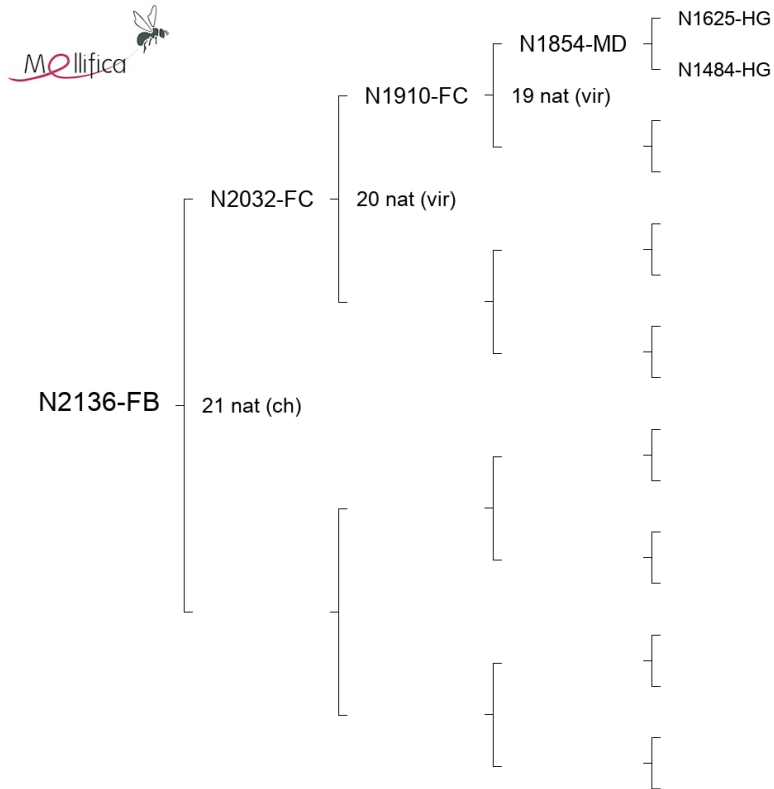 Mellifica
N1625-HG
N1854-MD
N1484-HG
N1910-FC
19 nat (vir)
N2032-FC
20 nat (vir)
N2136-FB
21 nat (ch)